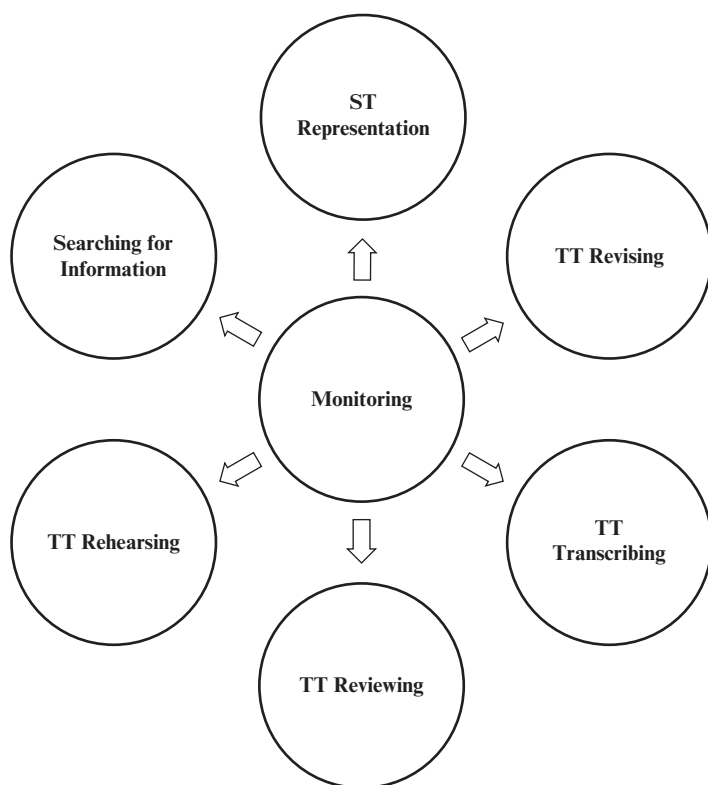 ST
Representation
Searching for
Information
TT Revising
Monitoring
TT Rehearsing
TT
Transcribing
TT Reviewing